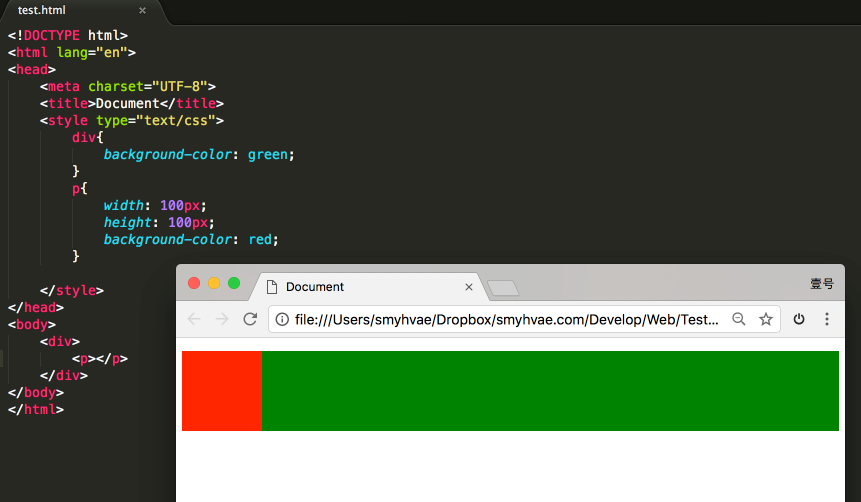 test.html
<!DOCTYPE html>
<html lang="en">
<head>
    <meta charset="UTF-8">
    <title>Document</title>
    <style type="text/css">
        div{
            background-color: green;
        }
        p{
            width: 100px;
            height: 100px;
            background-color: red;
        }
    </style>
</head>
<body>
    <div>
        <p></p>
    </div>
</body>
</html>
Document
壹号
file:///Users/smyhvae/Dropbox/smyhvae.com/Develop/Web/Test...